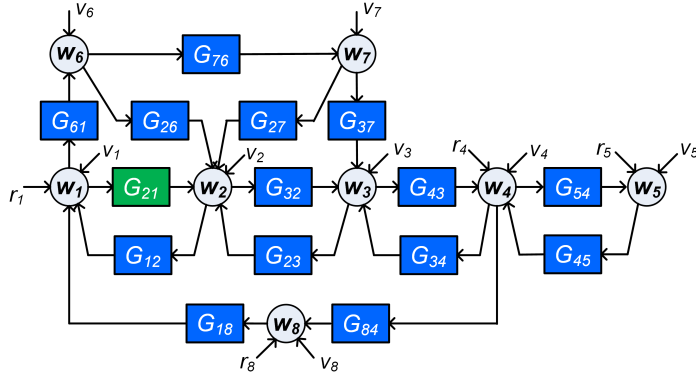 v6 v7
w6 G76 w7
G61 G26 G27 G37
v1 v2 v3 r4 v4 r5 v5
r1 w1 G21 w2 G32 w3 G43 w4 G54 w5
G12 G23 G34 G45
G18 w8 G84
r8 v8